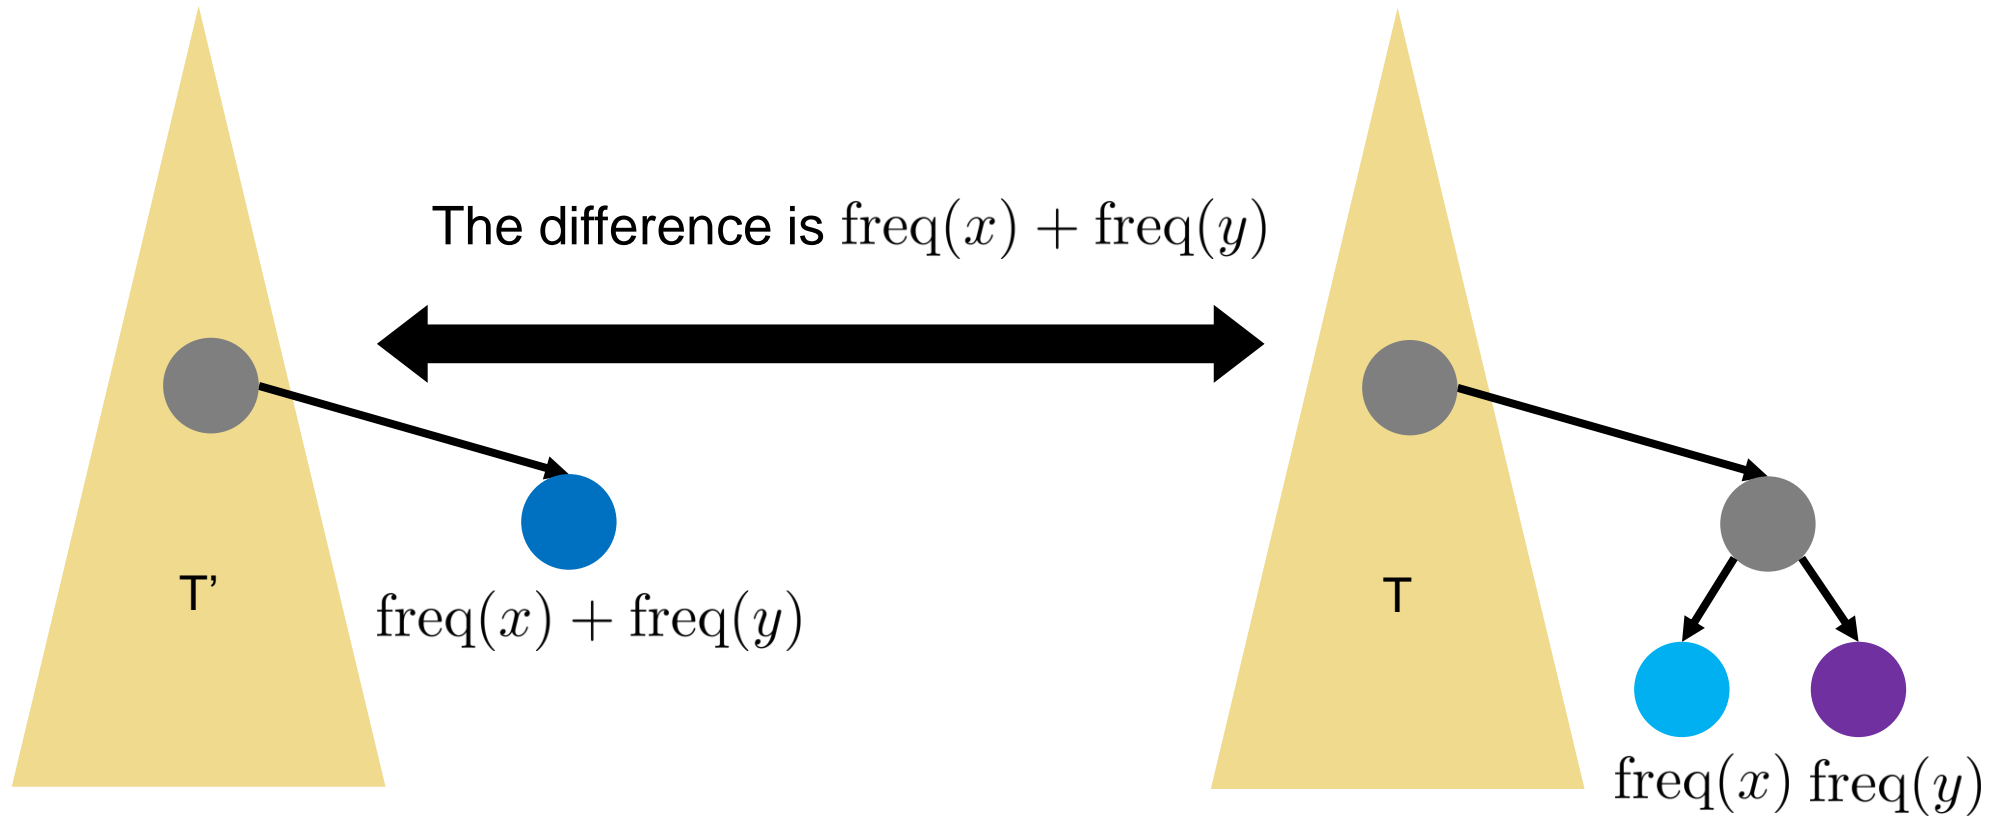 The difference is freq(x) + freq(y)
T’
freq(x) + freq(y)
T
freq(x) freq(y)